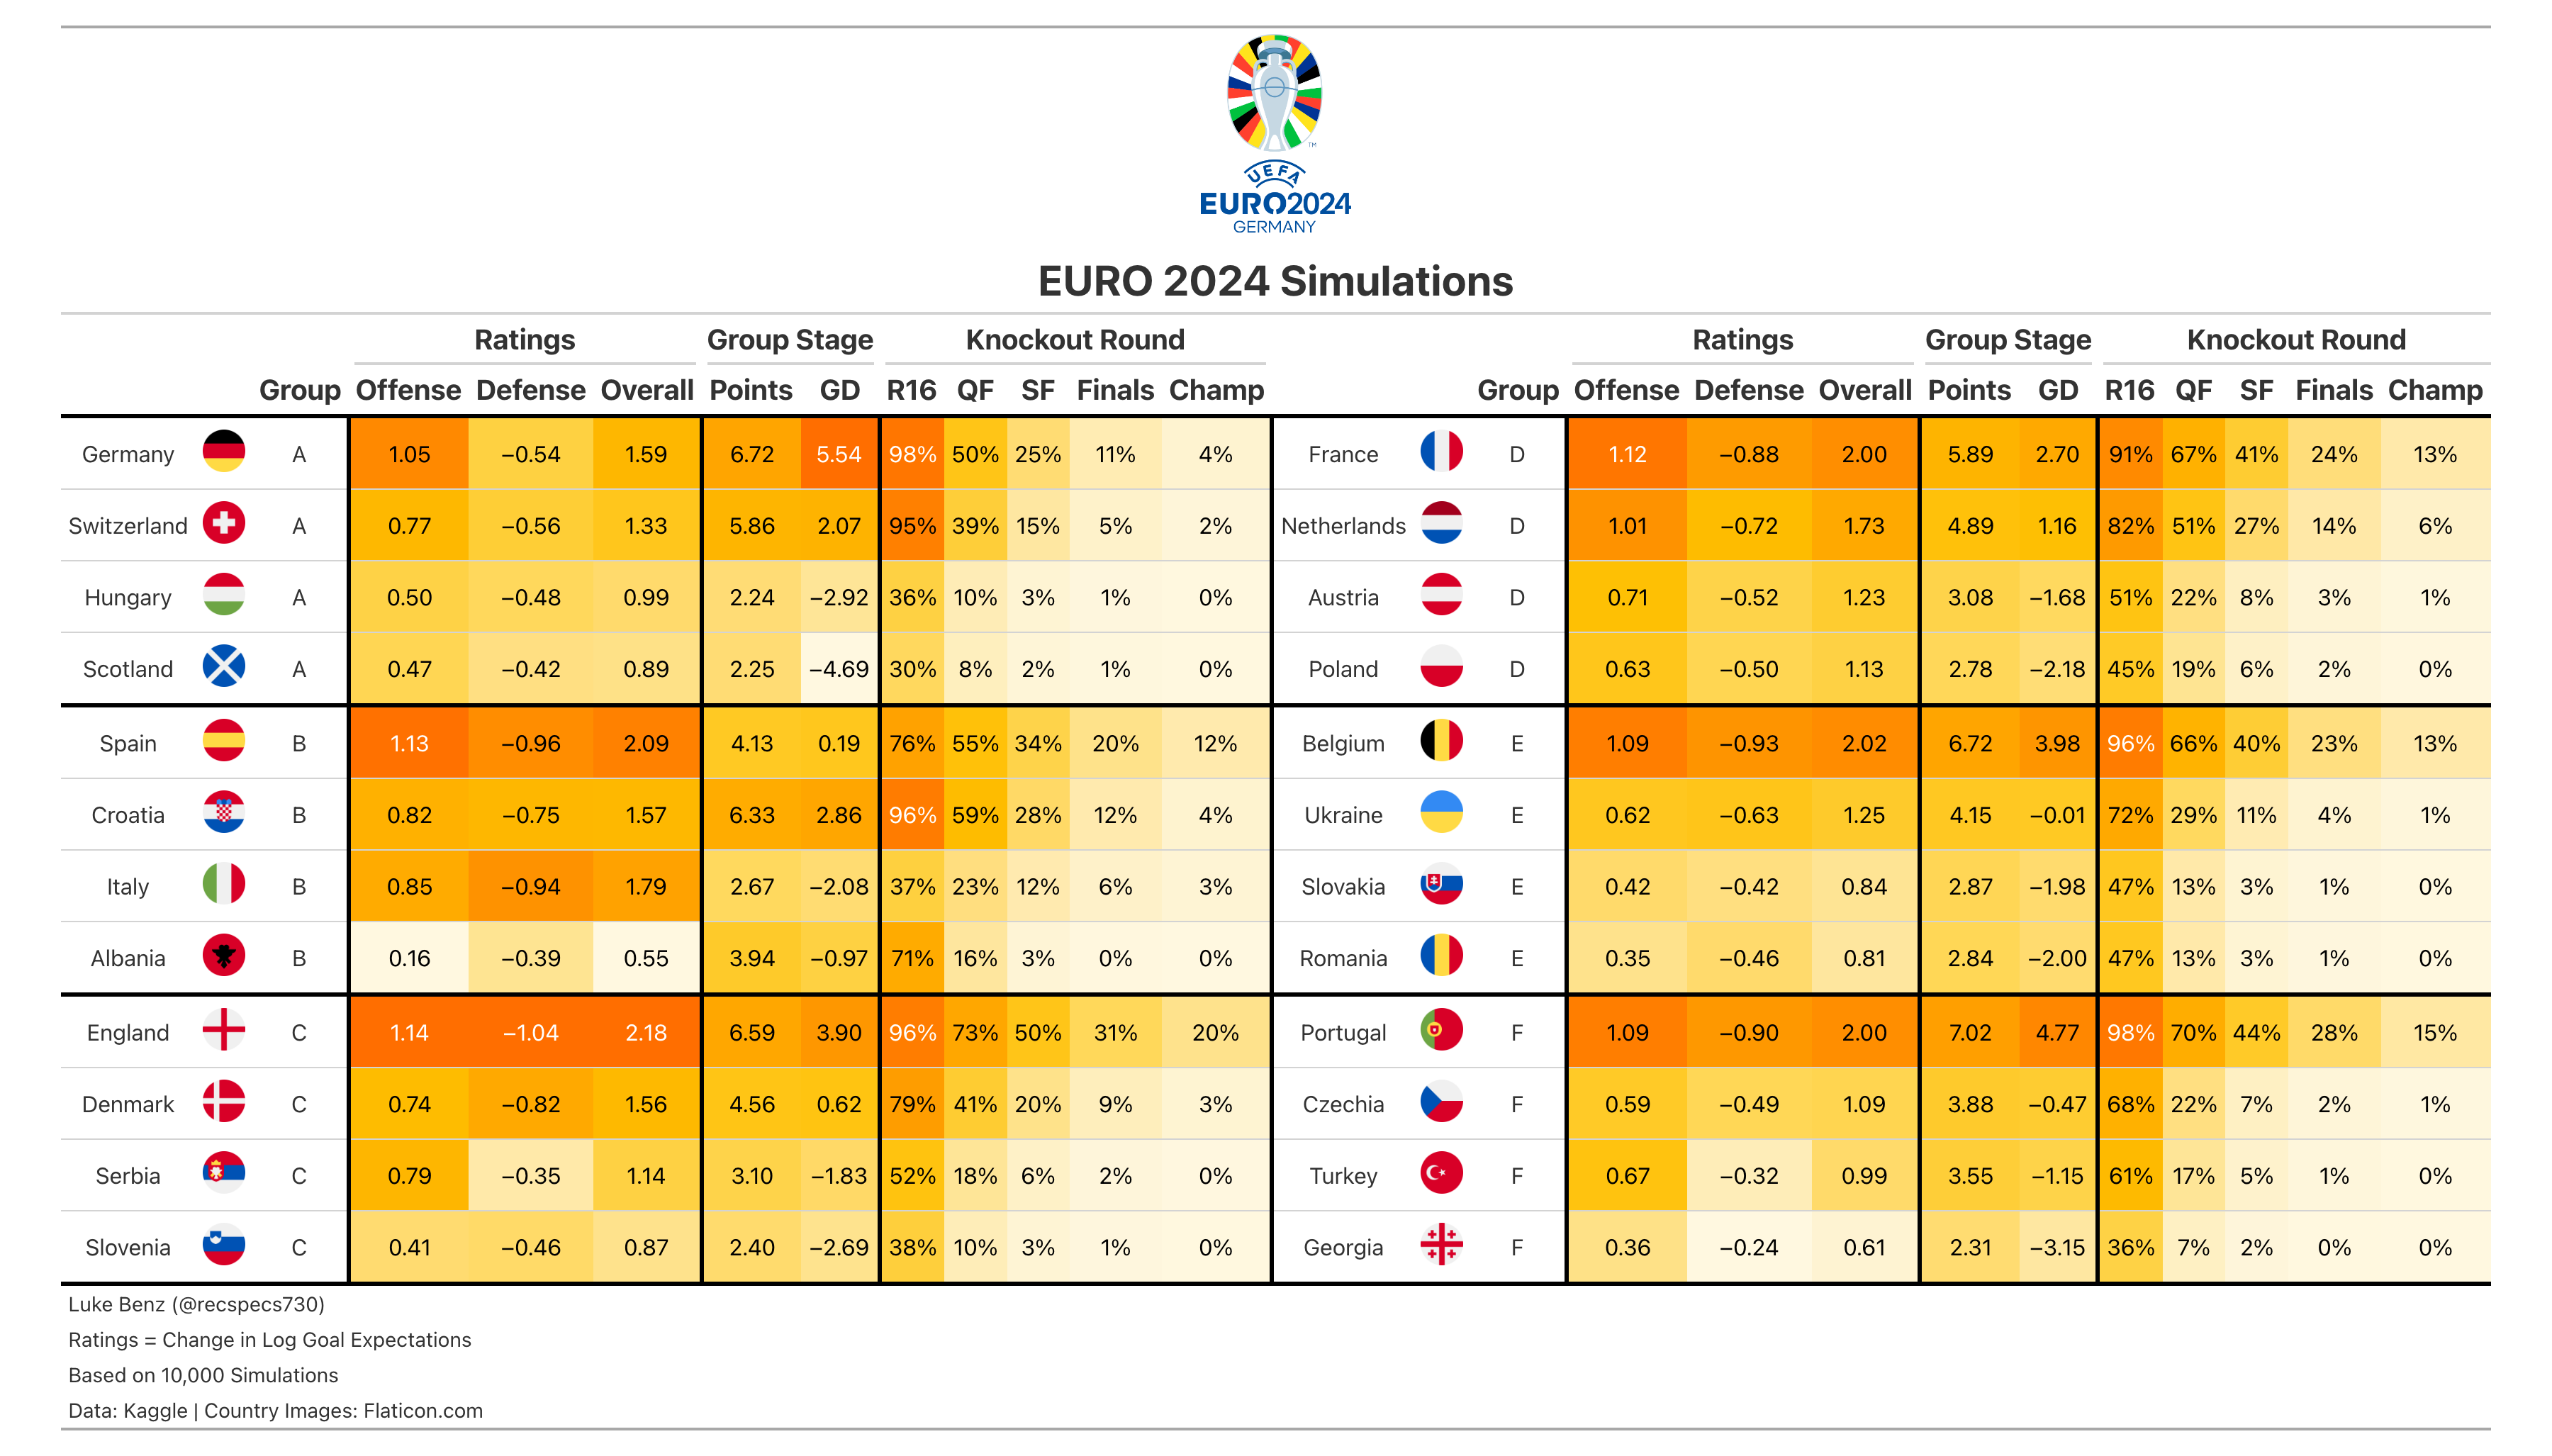 UEFA
EURO2024
GERMANY
™
EURO 2024 Simulations
Ratings Group Stage Knockout Round Ratings Group Stage Knockout Round
Group Offense Defense Overall Points GD R16 QF SF Finals Champ Group Offense Defense Overall Points GD R16 QF SF Finals Champ
Germany A 1.05 −0.54 1.59 6.72 5.54 98% 50% 25% 11% 4% France D 1.12 −0.88 2.00 5.89 2.70 91% 67% 41% 24% 13%
Switzerland A 0.77 −0.56 1.33 5.86 2.07 95% 39% 15% 5% 2% Netherlands D 1.01 −0.72 1.73 4.89 1.16 82% 51% 27% 14% 6%
Hungary A 0.50 −0.48 0.99 2.24 −2.92 36% 10% 3% 1% 0% Austria D 0.71 −0.52 1.23 3.08 −1.68 51% 22% 8% 3% 1%
Scotland A 0.47 −0.42 0.89 2.25 −4.69 30% 8% 2% 1% 0% Poland D 0.63 −0.50 1.13 2.78 −2.18 45% 19% 6% 2% 0%
Spain B 1.13 −0.96 2.09 4.13 0.19 76% 55% 34% 20% 12% Belgium E 1.09 −0.93 2.02 6.72 3.98 96% 66% 40% 23% 13%
Croatia B 0.82 −0.75 1.57 6.33 2.86 96% 59% 28% 12% 4% Ukraine E 0.62 −0.63 1.25 4.15 −0.01 72% 29% 11% 4% 1%
Italy B 0.85 −0.94 1.79 2.67 −2.08 37% 23% 12% 6% 3% Slovakia E 0.42 −0.42 0.84 2.87 −1.98 47% 13% 3% 1% 0%
Albania B 0.16 −0.39 0.55 3.94 −0.97 71% 16% 3% 0% 0% Romania E 0.35 −0.46 0.81 2.84 −2.00 47% 13% 3% 1% 0%
England C 1.14 −1.04 2.18 6.59 3.90 96% 73% 50% 31% 20% Portugal F 1.09 −0.90 2.00 7.02 4.77 98% 70% 44% 28% 15%
Denmark C 0.74 −0.82 1.56 4.56 0.62 79% 41% 20% 9% 3% Czechia F 0.59 −0.49 1.09 3.88 −0.47 68% 22% 7% 2% 1%
Serbia C 0.79 −0.35 1.14 3.10 −1.83 52% 18% 6% 2% 0% Turkey F 0.67 −0.32 0.99 3.55 −1.15 61% 17% 5% 1% 0%
Slovenia C 0.41 −0.46 0.87 2.40 −2.69 38% 10% 3% 1% 0% Georgia F 0.36 −0.24 0.61 2.31 −3.15 36% 7% 2% 0% 0%
Luke Benz (@recspecs730)
Ratings = Change in Log Goal Expectations
Based on 10,000 Simulations
Data: Kaggle | Country Images: Flaticon.com